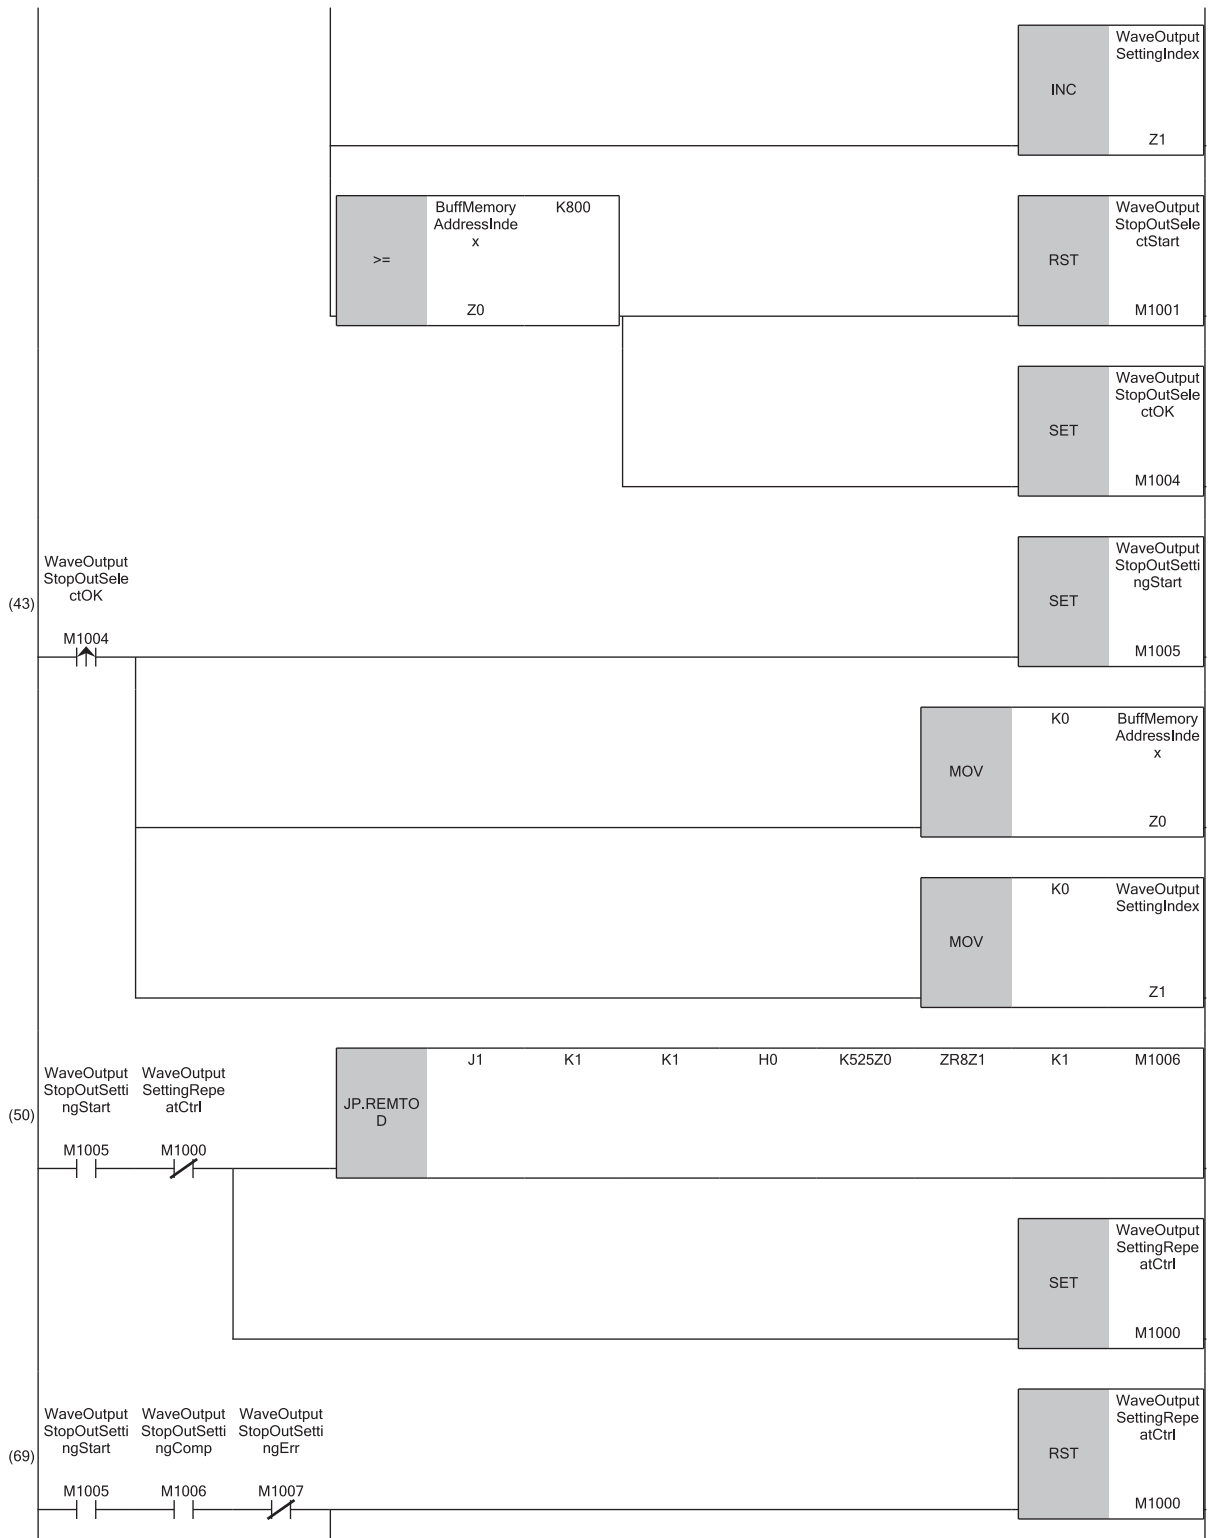 WaveOutput
SettingIndex
INC
Z1
BuffMemory
AddressInde
x
K800
>=
Z0
WaveOutput
StopOutSele
ctStart
RST
M1001
WaveOutput
StopOutSele
ctOK
SET
M1004
WaveOutput
StopOutSele
ctOK
(43)
M1004
WaveOutput
StopOutSetti
ngStart
SET
M1005
K0
BuffMemory
AddressInde
x
MOV
Z0
K0
WaveOutput
SettingIndex
MOV
Z1
WaveOutput
StopOutSetti
ngStart
WaveOutput
SettingRepe
atCtrl
(50)
M1005
M1000
JP.REMTO
D
J1 K1 K1 H0 K525Z0 ZR8Z1 K1 M1006
WaveOutput
SettingRepe
atCtrl
SET
M1000
WaveOutput
StopOutSetti
ngStart
WaveOutput
StopOutSetti
ngComp
WaveOutput
StopOutSetti
ngErr
(69)
M1005
M1006
M1007
WaveOutput
SettingRepe
atCtrl
RST
M1000